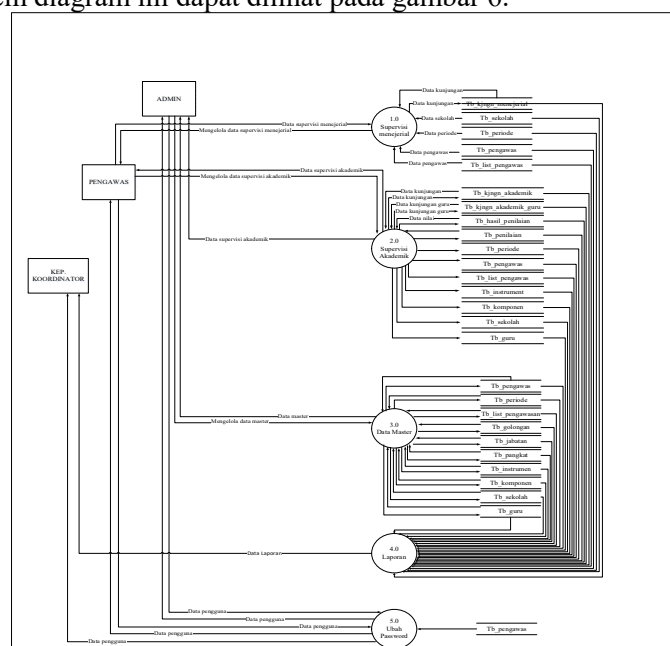 em diagram ini dapat dilihat pada gambar 6.
ADMIN
PENGAWAS
KEP.
KOORDINATOR
Data supervisi menejerial
Mengelola data supervisi menejerial
Data supervisi akademik
Mengelola data supervisi akademik
Data supervisi akademik
1.0
Supervisi
menejerial
Data kunjungan
Data kunjungan
Data sekolah
Data periode
Data pengawas
Data pengawas
Tb_kjngn_menejerial
Tb_sekolah
Tb_periode
Tb_pengawas
Tb_list_pengawas
2.0
Supervisi
Akademik
Data kunjungan
Data kunjungan
Data kunjungan guru
Data kunjungan guru
Data nilai
Tb_kjngn_akademik
Tb_kjngn_akademik_guru
Tb_hasil_penilaian
Tb_penilaian
Tb_periode
Tb_pengawas
Tb_list_pengawas
Tb_instrument
Tb_komponen
Tb_sekolah
Tb_guru
Data master
Mengelola data master
3.0
Data Master
Tb_pengawas
Tb_periode
Tb_list_pengawasan
Tb_golongan
Tb_jabatan
Tb_pangkat
Tb_instrumen
Tb_komponen
Tb_sekolah
Tb_guru
Data Laporan
4.0
Laporan
Data pengguna
Data pengguna
Data pengguna
Data pengguna
Data pengguna
5.0
Ubah
Password
Tb_pengawas